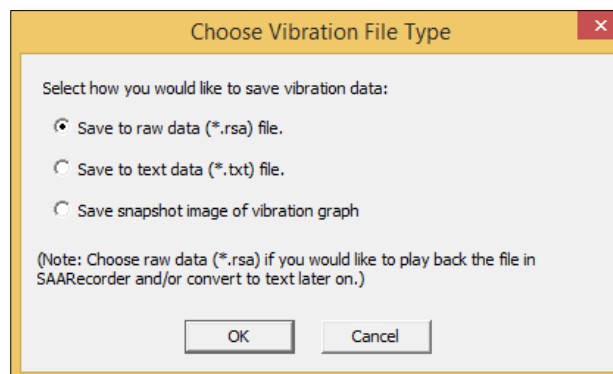 Choose Vibration File Type
Select how you would like to save vibration data:
Save to raw data (*.rsa) file.
Save to text data (*.txt) file.
Save snapshot image of vibration graph
(Note: Choose raw data (*.rsa) if you would like to play back the file in
SAARecorder and/or convert to text later on.)
OK
Cancel